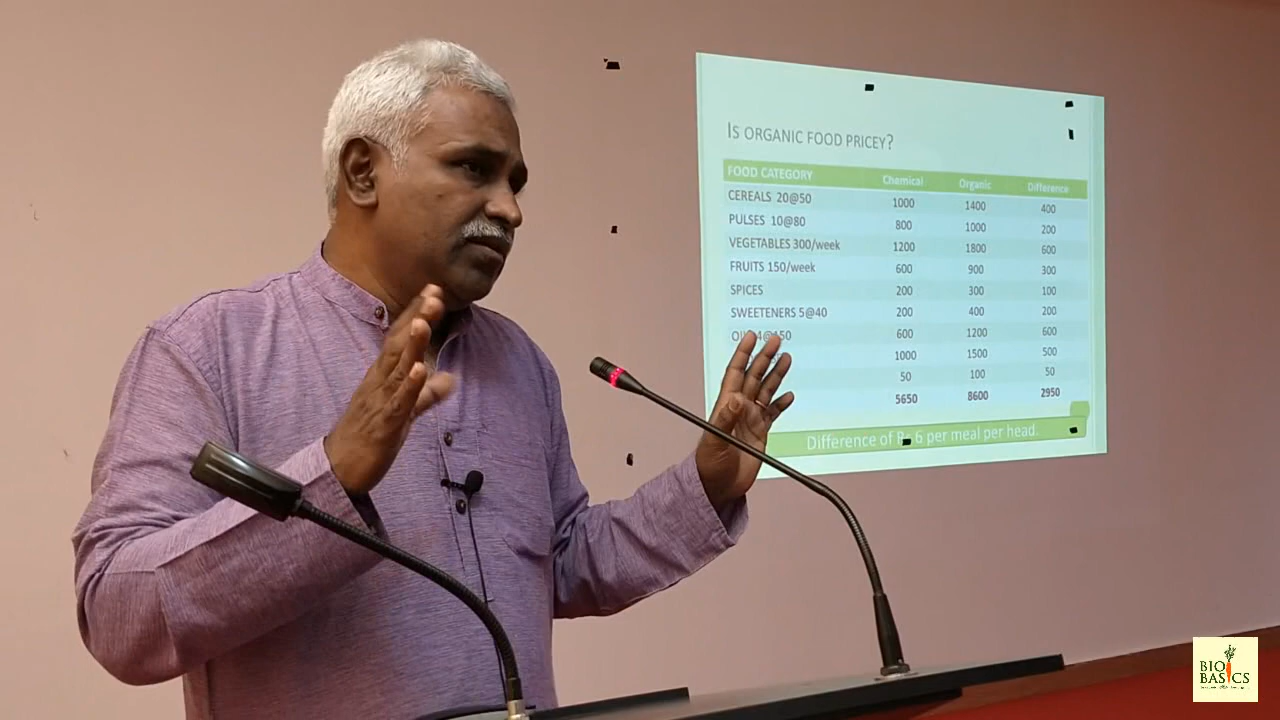 IS ORGANIC FOOD PRICEY?
FOOD CATEGORY Chemical Organic Difference
CEREALS 20@50 1000 1400 400
PULSES 10@80 800 1000 200
VEGETABLES 300/week 1200 1800 600
FRUITS 150/week 600 900 300
SPICES 200 300 100
SWEETENERS 5@40 200 400 200
600 1200 600
1000 1500 500
50 100 50
5650 8600 2950
Difference of Rs 6 per meal per head.
BIO
BASICS